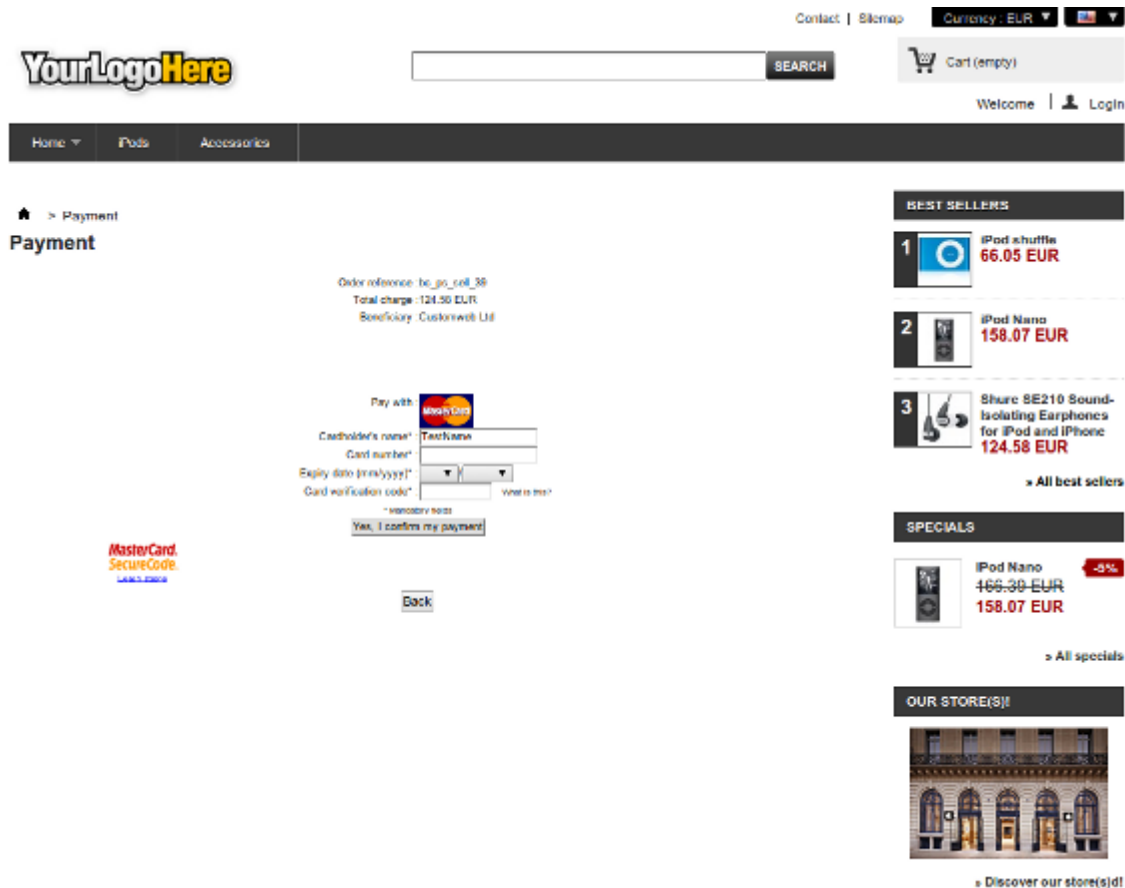 Contact | Sitemap
Currency : EUR ▼
▼
YourLogoHere
SEARCH
Cart (empty)
Welcome | Login
Home
iPods
Accessories
> Payment
Payment
Order reference : bc_ps_sell_39
Total charge : 124.58 EUR
Beneficiary : Customweb Ltd
Pay with :
MasterCard
Cardholder's name* : TestName
Card number* :
Expiry date (mm/yyyy)* : ▼ / ▼
Card verification code* : What is this?
* Mandatory fields
Yes, I confirm my payment
MasterCard.
SecureCode.
Learn more
Back
BEST SELLERS
1
iPod shuffle
66.05 EUR
2
iPod Nano
158.07 EUR
3
Shure SE210 Sound-
Isolating Earphones
for iPod and iPhone
124.58 EUR
» All best sellers
SPECIALS
iPod Nano
-5%
166.39 EUR
158.07 EUR
» All specials
OUR STORE(S)!
» Discover our store(s)d!